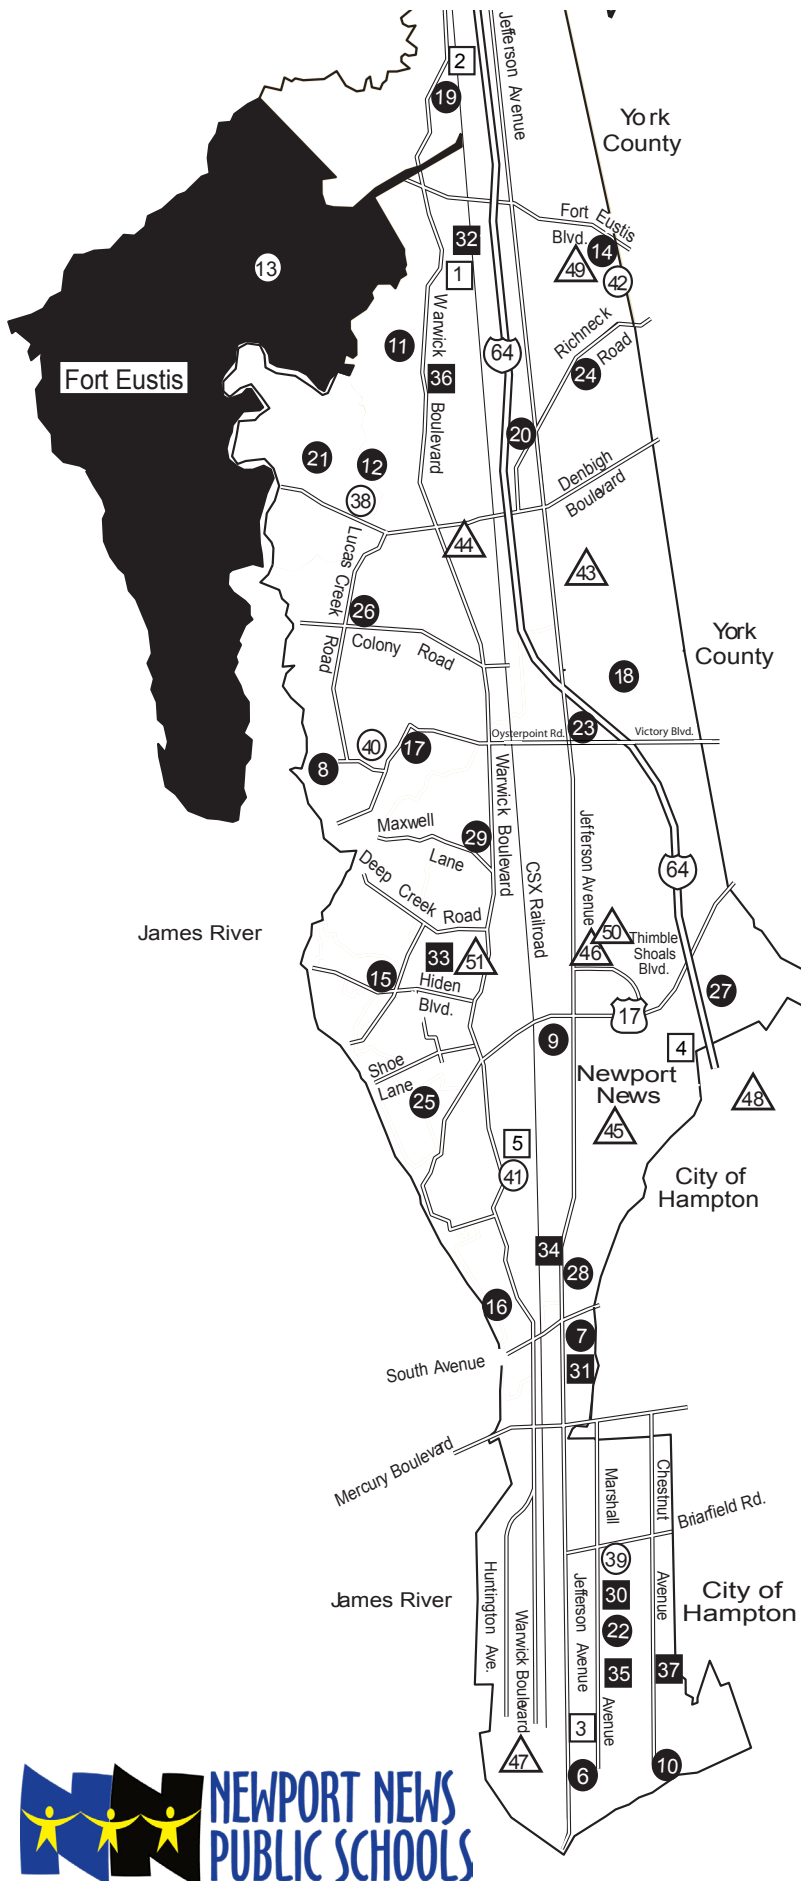 2
Jefferson Avenue
19
York
County
Fort Eustis
Blvd.
32
14
49
13
1
42
Warwick
Boulevard
11
64
Richneck
Road
Fort Eustis
36
24
20
21
12
Denbigh
Boulevard
38
44
Lucas Creek
Road
43
26
Colony Road
York
County
18
23
Oysterpoint Rd.
Victory Blvd.
40
17
8
Warwick Boulevard
Maxwell
Lane
29
Jefferson Avenue
CSX Railroad
64
Deep Creek Road
James River
50
46
Thimble
Shoals
Blvd.
33
51
15
Hiden
Blvd.
27
17
9
4
Shoe
Lane
Newport
News
25
48
45
5
41
City of
Hampton
34
28
16
7
South Avenue
31
Mercury Boulevard
Marshall
Avenue
Chestnut
Avenue
Briarfield Rd.
39
Huntington Ave.
Jefferson Avenue
30
James River
City of
Hampton
Warwick Boulevard
22
35
37
3
47
6
10
NEWPORT NEWS
PUBLIC SCHOOLS